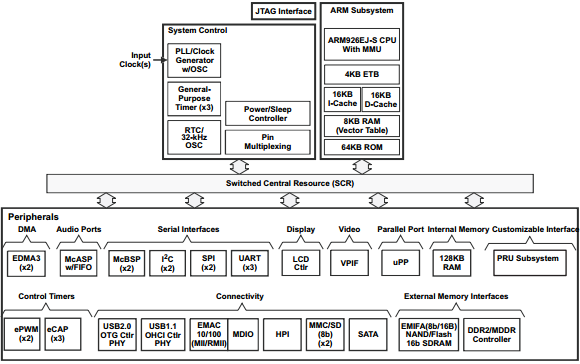 JTAG Interface
ARM Subsystem
System Control
ARM926EJ-S CPU
With MMU
Input
Clock(s)
PLL/Clock
Generator
w/OSC
4KB ETB
General-
Purpose
Timer (x3)
16KB
I-Cache
16KB
D-Cache
Power/Sleep
Controller
8KB RAM
(Vector Table)
RTC/
32-kHz
OSC
Pin
Multiplexing
64KB ROM
Switched Central Resource (SCR)
Peripherals
DMA
Audio Ports
Serial Interfaces
Display
Video
Parallel Port
Internal Memory
Customizable Interface
EDMA3
(x2)
McASP
w/FIFO
McBSP
(x2)
I2C
(x2)
SPI
(x2)
UART
(x3)
LCD
Ctlr
VPIF
uPP
128KB
RAM
PRU Subsystem
Control Timers
Connectivity
External Memory Interfaces
ePWM
(x2)
eCAP
(x3)
USB2.0
OTG Ctlr
PHY
USB1.1
OHCI Ctlr
PHY
EMAC
10/100
(MII/RMII)
MDIO
HPI
MMC/SD
(8b)
(x2)
SATA
EMIFA(8b/16B)
NAND/Flash
16b SDRAM
DDR2/MDDR
Controller